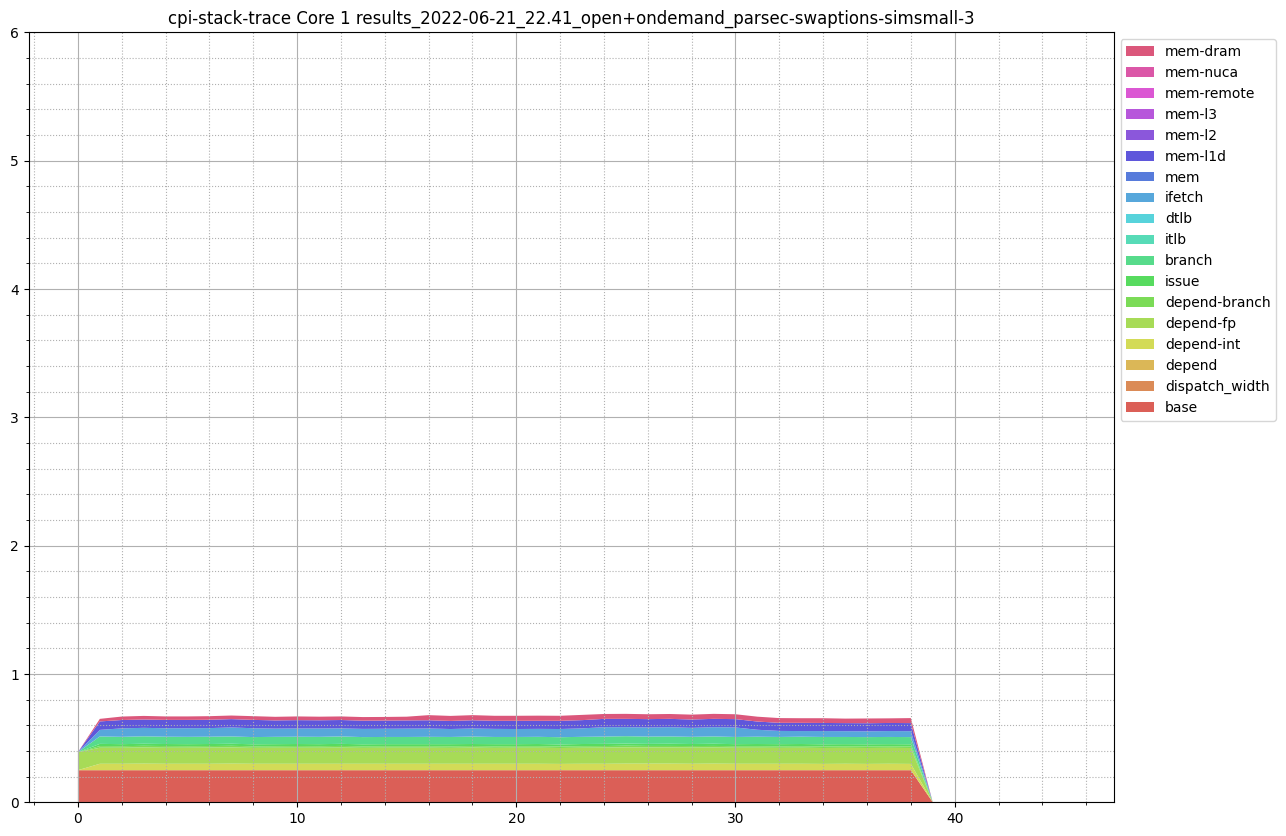 cpi-stack-trace Core 1 results_2022-06-21_22.41_open+ondemand_parsec-swaptions-simsmall-3
6
5
4
3
2
1
0
0 10 20 30 40
mem-dram
mem-nuca
mem-remote
mem-l3
mem-l2
mem-l1d
mem
ifetch
dtlb
itlb
branch
issue
depend-branch
depend-fp
depend-int
depend
dispatch_width
base